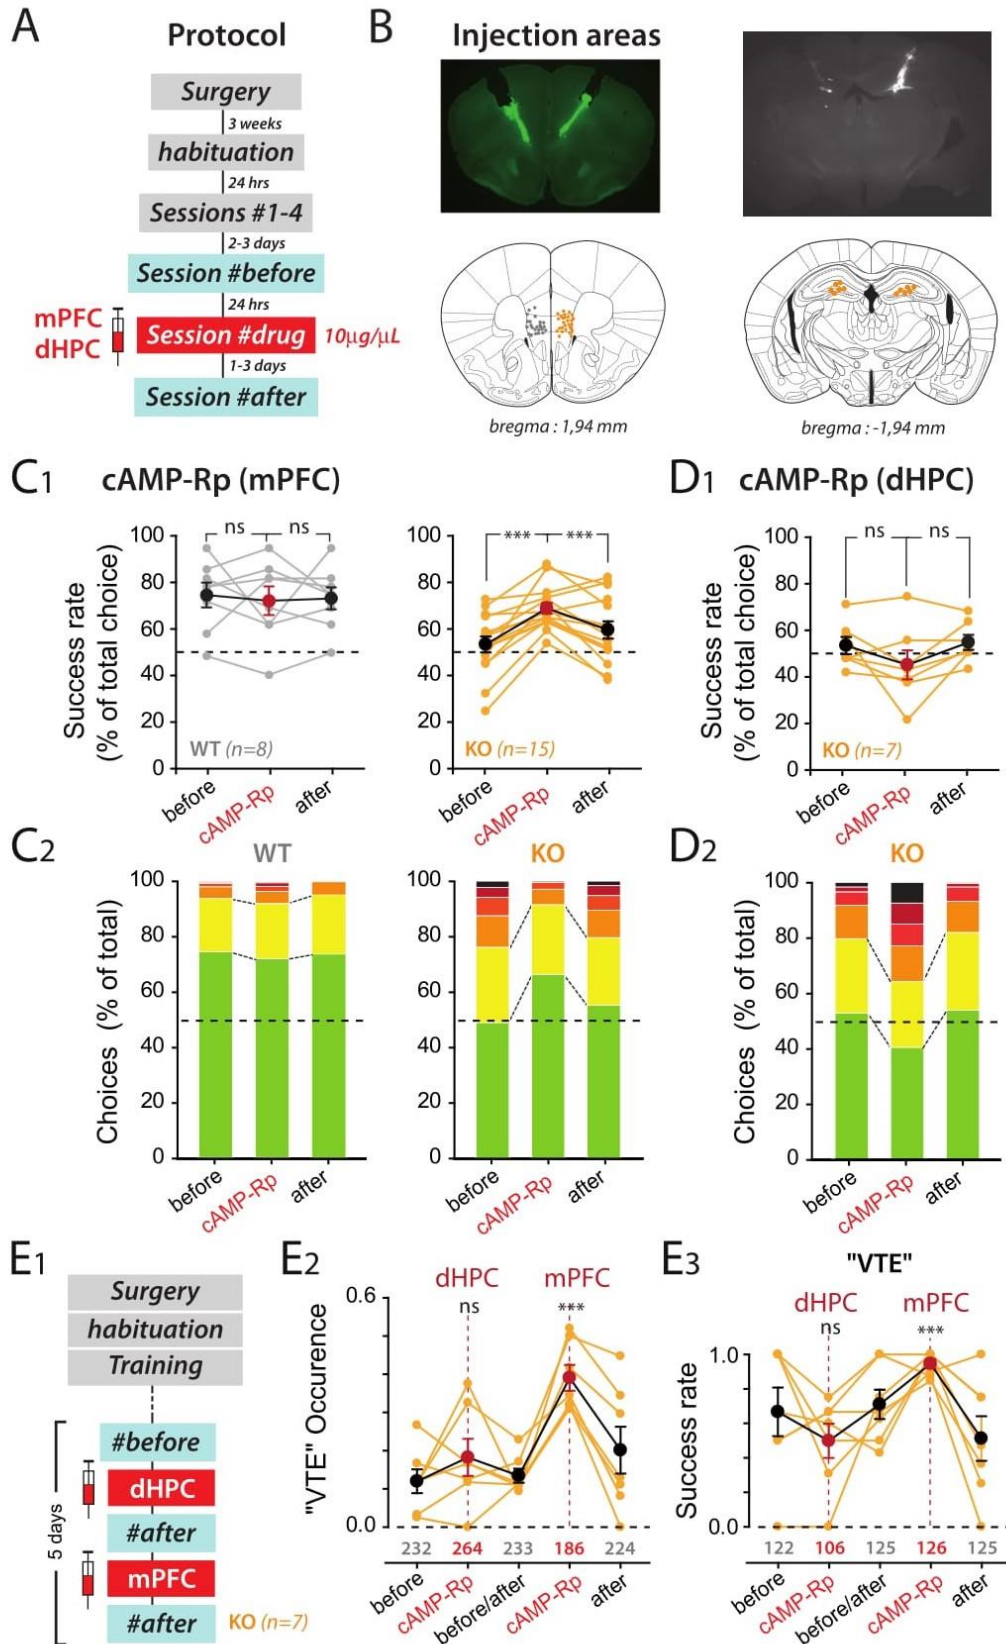 A
Protocol
Surgery
3 weeks
habituation
24 hrs
Sessions #1-4
2-3 days
Session #before
24 hrs
mPFC
dHPC
Session #drug
10µg/µL
1-3 days
Session #after
B
Injection areas
bregma : 1,94 mm
bregma : -1,94 mm
C1
cAMP-Rp (mPFC)
Success rate
(% of total choice)
100
80
60
40
20
0
ns
ns
WT (n=8)
before
cAMP-Rp
after
100
80
60
40
20
0
***
***
KO (n=15)
before
cAMP-Rp
after
D1
cAMP-Rp (dHPC)
Success rate
(% of total choice)
100
80
60
40
20
0
ns
ns
KO (n=7)
before
cAMP-Rp
after
C2
WT
Choices (% of total)
100
80
60
40
20
0
before
cAMP-Rp
after
KO
100
80
60
40
20
0
before
cAMP-Rp
after
D2
KO
Choices (% of total)
100
80
60
40
20
0
before
cAMP-Rp
after
E1
Surgery
habituation
Training
5 days
#before
dHPC
#after
mPFC
#after
KO (n=7)
E2
"VTE" Occurence
0.6
0.0
dHPC
ns
mPFC
***
232 264 233 186 224
before
cAMP-Rp
before/after
cAMP-Rp
after
E3
"VTE"
Success rate
1.0
0.0
dHPC
ns
mPFC
***
122 106 125 126 125
before
cAMP-Rp
before/after
cAMP-Rp
after